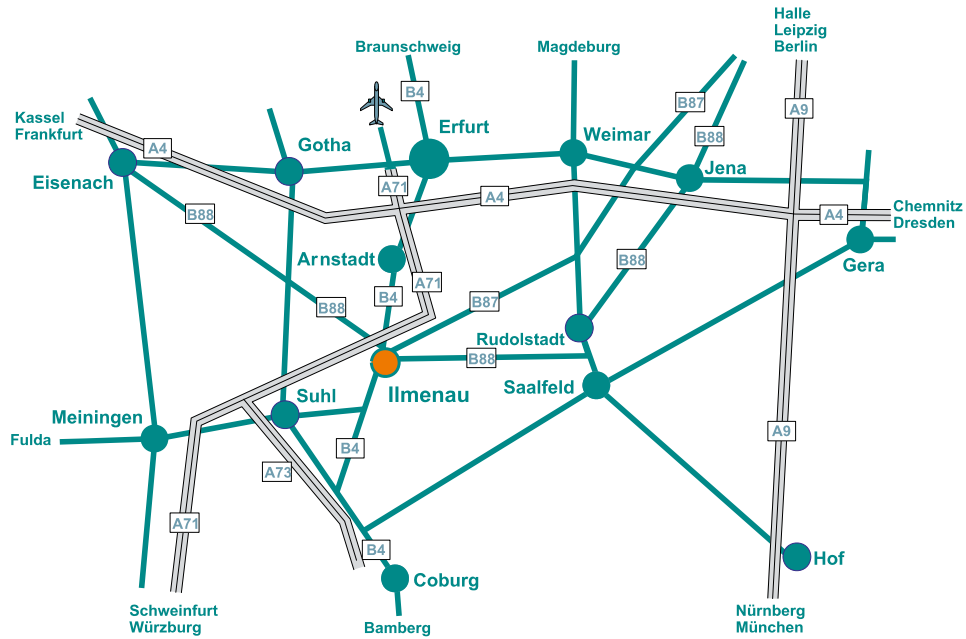 Halle
Leipzig
Berlin
Braunschweig
Magdeburg
B4
B87
A9
Kassel
Frankfurt
Erfurt
Weimar
B88
A4
Gotha
Jena
Eisenach
A71
A4
Chemnitz
Dresden
B88
A4
Arnstadt
B88
Gera
A71
B4
B87
B88
Rudolstadt
B88
Ilmenau
Saalfeld
Suhl
Meiningen
Fulda
A9
B4
A73
A71
B4
Hof
Coburg
Schweinfurt
Würzburg
Bamberg
Nürnberg
München